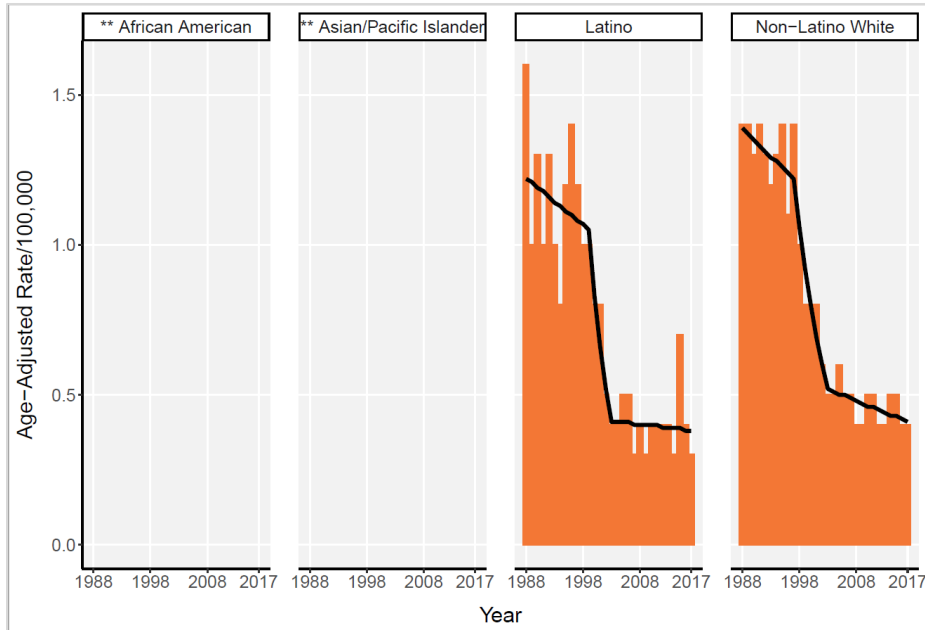 ** African American
** Asian/Pacific Islander
Latino
Non−Latino White
Age−Adjusted Rate/100,000
1.5
1.0
0.5
0.0
1988 1998 2008 2017
1988 1998 2008 2017
1988 1998 2008 2017
1988 1998 2008 2017
Year